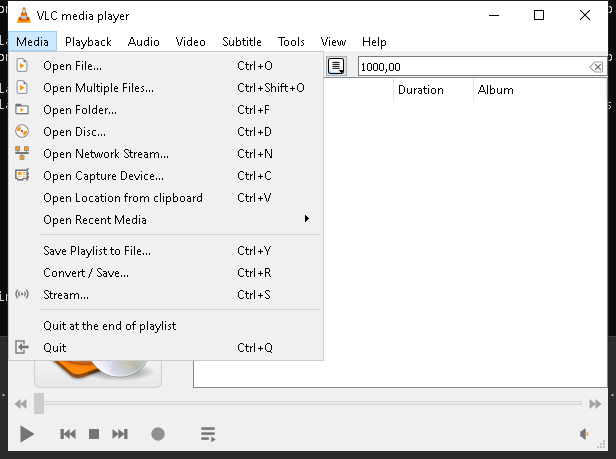 VLC media player
Media Playback Audio Video Subtitle Tools View Help
Open File... Ctrl+O
1000,00
Open Multiple Files... Ctrl+Shift+O
Duration Album
Open Folder... Ctrl+F
Open Disc... Ctrl+D
Open Network Stream... Ctrl+N
Open Capture Device... Ctrl+C
Open Location from clipboard Ctrl+V
Open Recent Media
Save Playlist to File... Ctrl+Y
Convert / Save... Ctrl+R
Stream... Ctrl+S
Quit at the end of playlist
Quit Ctrl+Q